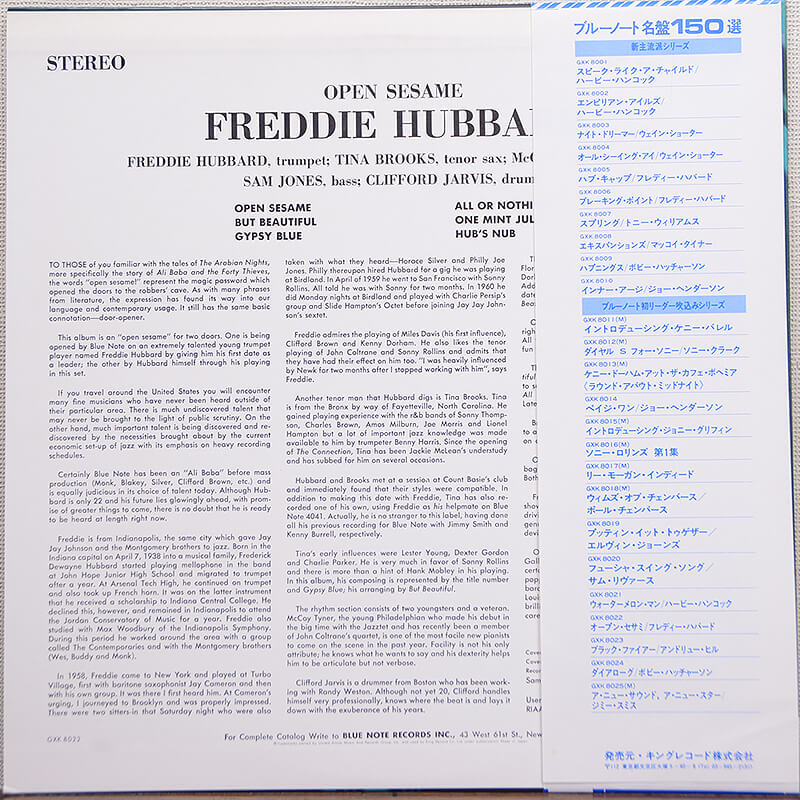 STEREO
OPEN SESAME
FREDDIE HUBBA
FREDDIE HUBBARD, trumpet; TINA BROOKS, tenor sax; McC
SAM JONES, bass; CLIFFORD JARVIS, drum
OPEN SESAME
BUT BEAUTIFUL
GYPSY BLUE
ALL OR NOTHI
ONE MINT JUL
HUB'S NUB
TO THOSE of you familiar with the tales of The Arabian Nights,
more specifically the story of Ali Baba and the Forty Thieves,
the words "open sesame!" represent the magic password which
opened the doors to the robbers' cave. As with many phrases
from literature, the expression has found its way into our
language and contemporary usage. It still has the same basic
connotation—door-opener.
This album is an "open sesame" for two doors. One is being
opened by Blue Note on an extremely talented young trumpet
player named Freddie Hubbard by giving him his first date as
a leader; the other by Hubbard himself through his playing
in this set.
If you travel around the United States you will encounter
many fine musicians who have never been heard outside of
their particular area. There is much undiscovered talent that
may never be brought to the light of public scrutiny. On the
other hand, much important talent is being discovered and re-
discovered by the necessities brought about by the current
economic set-up of jazz with its emphasis on heavy recording
schedules.
Certainly Blue Note has been an "Ali Baba" before mass
production (Monk, Blakey, Silver, Clifford Brown, etc.) and
is equally judicious in its choice of talent today. Although Hub-
bard is only 22 and his future lies glowingly ahead, with prom-
ise of greater things to come, there is no doubt that he is ready
to be heard at length right now.
Freddie is from Indianapolis, the same city which gave Jay
Jay Johnson and the Montgomery brothers to jazz. Born in the
Indiana capital on April 7, 1938 into a musical family, Frederick
Dewayne Hubbard started playing mellophone in the band
at John Hope Junior High School and migrated to trumpet
after a year. At Arsenal Tech High, he continued on trumpet
and also took up French horn. It was on the latter instrument
that he received a scholarship to Indiana Central College. He
declined this, however, and remained in Indianapolis to attend
the Jordan Conservatory of Music for a year. Freddie also
studied with Max Woodbury of the Indianapolis Symphony.
During this period he worked around the area with a group
called The Contemporaries and with the Montgomery brothers
(Wes, Buddy and Monk).
In 1958, Freddie came to New York and played at Turbo
Village, first with baritone saxophonist Jay Cameron and then
with his own group. It was there I first heard him. At Cameron's
urging, I journeyed to Brooklyn and was properly impressed.
There were two sitters-in that Saturday night who were also
taken with what they heard—Horace Silver and Philly Joe
Jones. Philly thereupon hired Hubbard for a gig he was playing
at Birdland. In April of 1959 he went to San Francisco with Sonny
Rollins. All told he was with Sonny for two months. In 1960 he
did Monday nights at Birdland and played with Charlie Persip's
group and Slide Hampton's Octet before joining Jay Jay John-
son's sextet.
Freddie admires the playing of Miles Davis (his first influence),
Clifford Brown and Kenny Dorham. He also likes the tenor
playing of John Coltrane and Sonny Rollins and admits that
they have had their effect on him too. "I was heavily influenced
by Newk for two months after I stopped working with him", says
Freddie.
Another tenor man that Hubbard digs is Tina Brooks. Tina
is from the Bronx by way of Fayetteville, North Carolina. He
gained playing experience with the r&b bands of Sonny Thomp-
son, Charles Brown, Amos Milburn, Joe Morris and Lionel
Hampton but a lot of important jazz knowledge was made
available to him by trumpeter Benny Harris. Since the opening
of The Connection, Tina has been Jackie McLean's understudy
and has subbed for him on several occasions.
Hubbard and Brooks met at a session at Count Basie's club
and immediately found that their styles were compatible. In
addition to making this date with Freddie, Tina has also re-
corded one of his own, using Freddie as his helpmate on Blue
Note 4041. Actually, he is no stranger to this label, having done
all his previous recording for Blue Note with Jimmy Smith and
Kenny Burrell, respectively.
Tina's early influences were Lester Young, Dexter Gordon
and Charlie Parker. He is very much in favor of Sonny Rollins
and there is more than a hint of Hank Mobley in his playing.
In this album, his composing is represented by the title number
and Gypsy Blue; his arranging by But Beautiful.
The rhythm section consists of two youngsters and a veteran.
McCoy Tyner, the young Philadelphian who made his debut in
the big time with the Jazztet and has recently been a member
of John Coltrane's quartet, is one of the most facile new pianists
to come on the scene in the past year. Facility is not his only
attribute; he knows what he wants to say and his dexterity helps
him to be articulate but not verbose.
Clifford Jarvis is a drummer from Boston who has been work-
ing with Randy Weston. Although not yet 20, Clifford handles
himself very professionally, knows where the beat is and lays it
down with the exuberance of his years.
GXK 8022
For Complete Catalog Write to BLUE NOTE RECORDS INC., 43 West 61st St., New
ブルーノート名盤150選
新主流派シリーズ
GXK 8001
スピーク・ライク・ア・チャイルド/
ハービー・ハンコック
GXK 8002
エンピリアン・アイルズ/
ハービー・ハンコック
GXK 8003
ナイト・ドリーマー/ウェイン・ショーター
GXK 8004
オール・シーイング・アイ/ウェイン・ショーター
GXK 8005
ハブ・キャップ/フレディー・ハバード
GXK 8006
ブレーキング・ポイント/フレディー・ハバード
GXK 8007
スプリング/トニー・ウィリアムス
GXK 8008
エキスパンションズ/マッコイ・タイナー
GXK 8009
ハプニングス/ボビー・ハッチャーソン
GXK 8010
インナー・アージ/ジョー・ヘンダーソン
ブルーノート初リーダー吹込みシリーズ
GXK 8011(M)
イントロデューシング・ケニー・バレル
GXK 8012(M)
ダイヤル S フォー・ソニー/ソニー・クラーク
GXK 8013(M)
ケニー・ドーハム・アット・ザ・カフェ・ボヘミア
〈ラウンド・アバウト・ミッドナイト〉
GXK 8014
ペイジ・ワン/ジョー・ヘンダーソン
GXK 8015(M)
イントロデューシング・ジョニー・グリフィン
GXK 8016(M)
ソニー・ロリンズ 第1集
GXK 8017(M)
リー・モーガン・インディード
GXK 8018(M)
ウィムズ・オブ・チェンバース/
ポール・チェンバース
GXK 8019
プッティン・イット・トゥゲザー/
エルヴィン・ジョーンズ
GXK 8020
フューシャ・スイング・ソング/
サム・リヴァース
GXK 8021
ウォーターメロン・マン/ハービー・ハンコック
GXK 8022
オープン・セサミ/フレディー・ハバード
GXK 8023
ブラック・ファイアー/アンドリュー・ヒル
GXK 8024
ダイアローグ/ボビー・ハッチャーソン
GXK 8025(M)
ア・ニュー・サウンド、ア・ニュー・スター/
ジミー・スミス
発売元・キングレコード株式会社